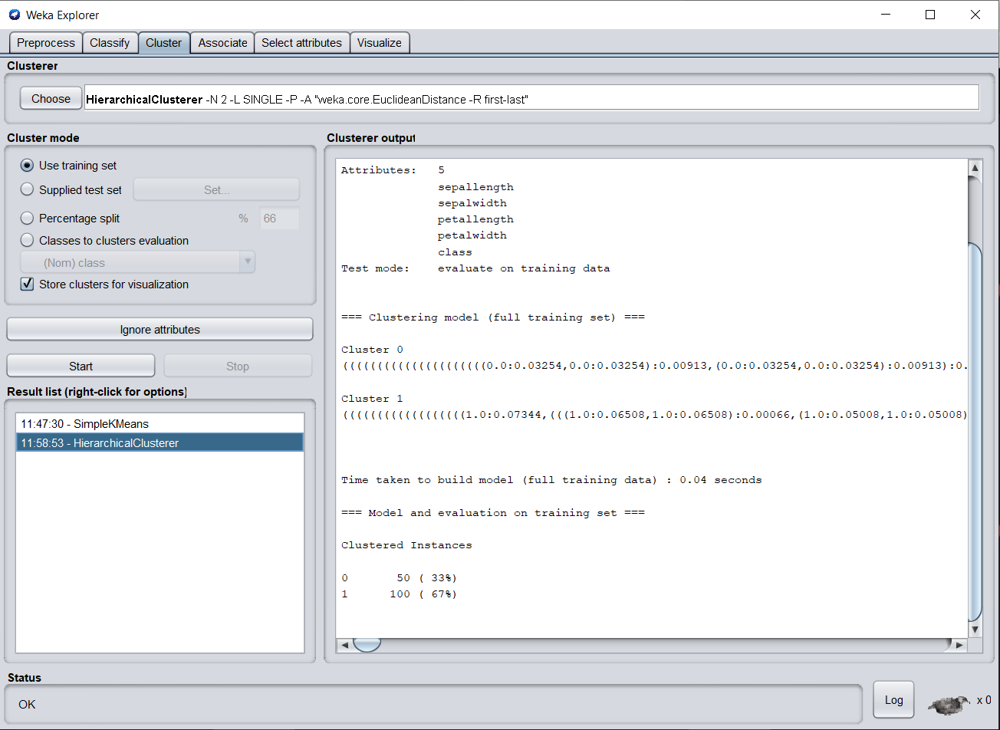 Weka Explorer
Preprocess Classify Cluster Associate Select attributes Visualize
Clusterer
Choose HierarchicalClusterer -N 2 -L SINGLE -P -A "weka.core.EuclideanDistance -R first-last"
Cluster mode
Use training set
Supplied test set Set...
Percentage split % 66
Classes to clusters evaluation
(Nom) class
Store clusters for visualization
Ignore attributes
Start Stop
Result list (right-click for options)
11:47:30 - SimpleKMeans
11:58:53 - HierarchicalClusterer
Clusterer output
Attributes: 5
sepallength
sepalwidth
petallength
petalwidth
class
Test mode: evaluate on training data
=== Clustering model (full training set) ===
Cluster 0
(((((((((((((((((((((0.0:0.03254,0.0:0.03254):0.00913,(0.0:0.03254,0.0:0.03254):0.00913):0.
Cluster 1
((((((((((((((((((1.0:0.07344,(((1.0:0.06508,1.0:0.06508):0.00066,(1.0:0.05008,1.0:0.05008)
Time taken to build model (full training data) : 0.04 seconds
=== Model and evaluation on training set ===
Clustered Instances
0 50 ( 33%)
1 100 ( 67%)
Status
OK
Log x 0